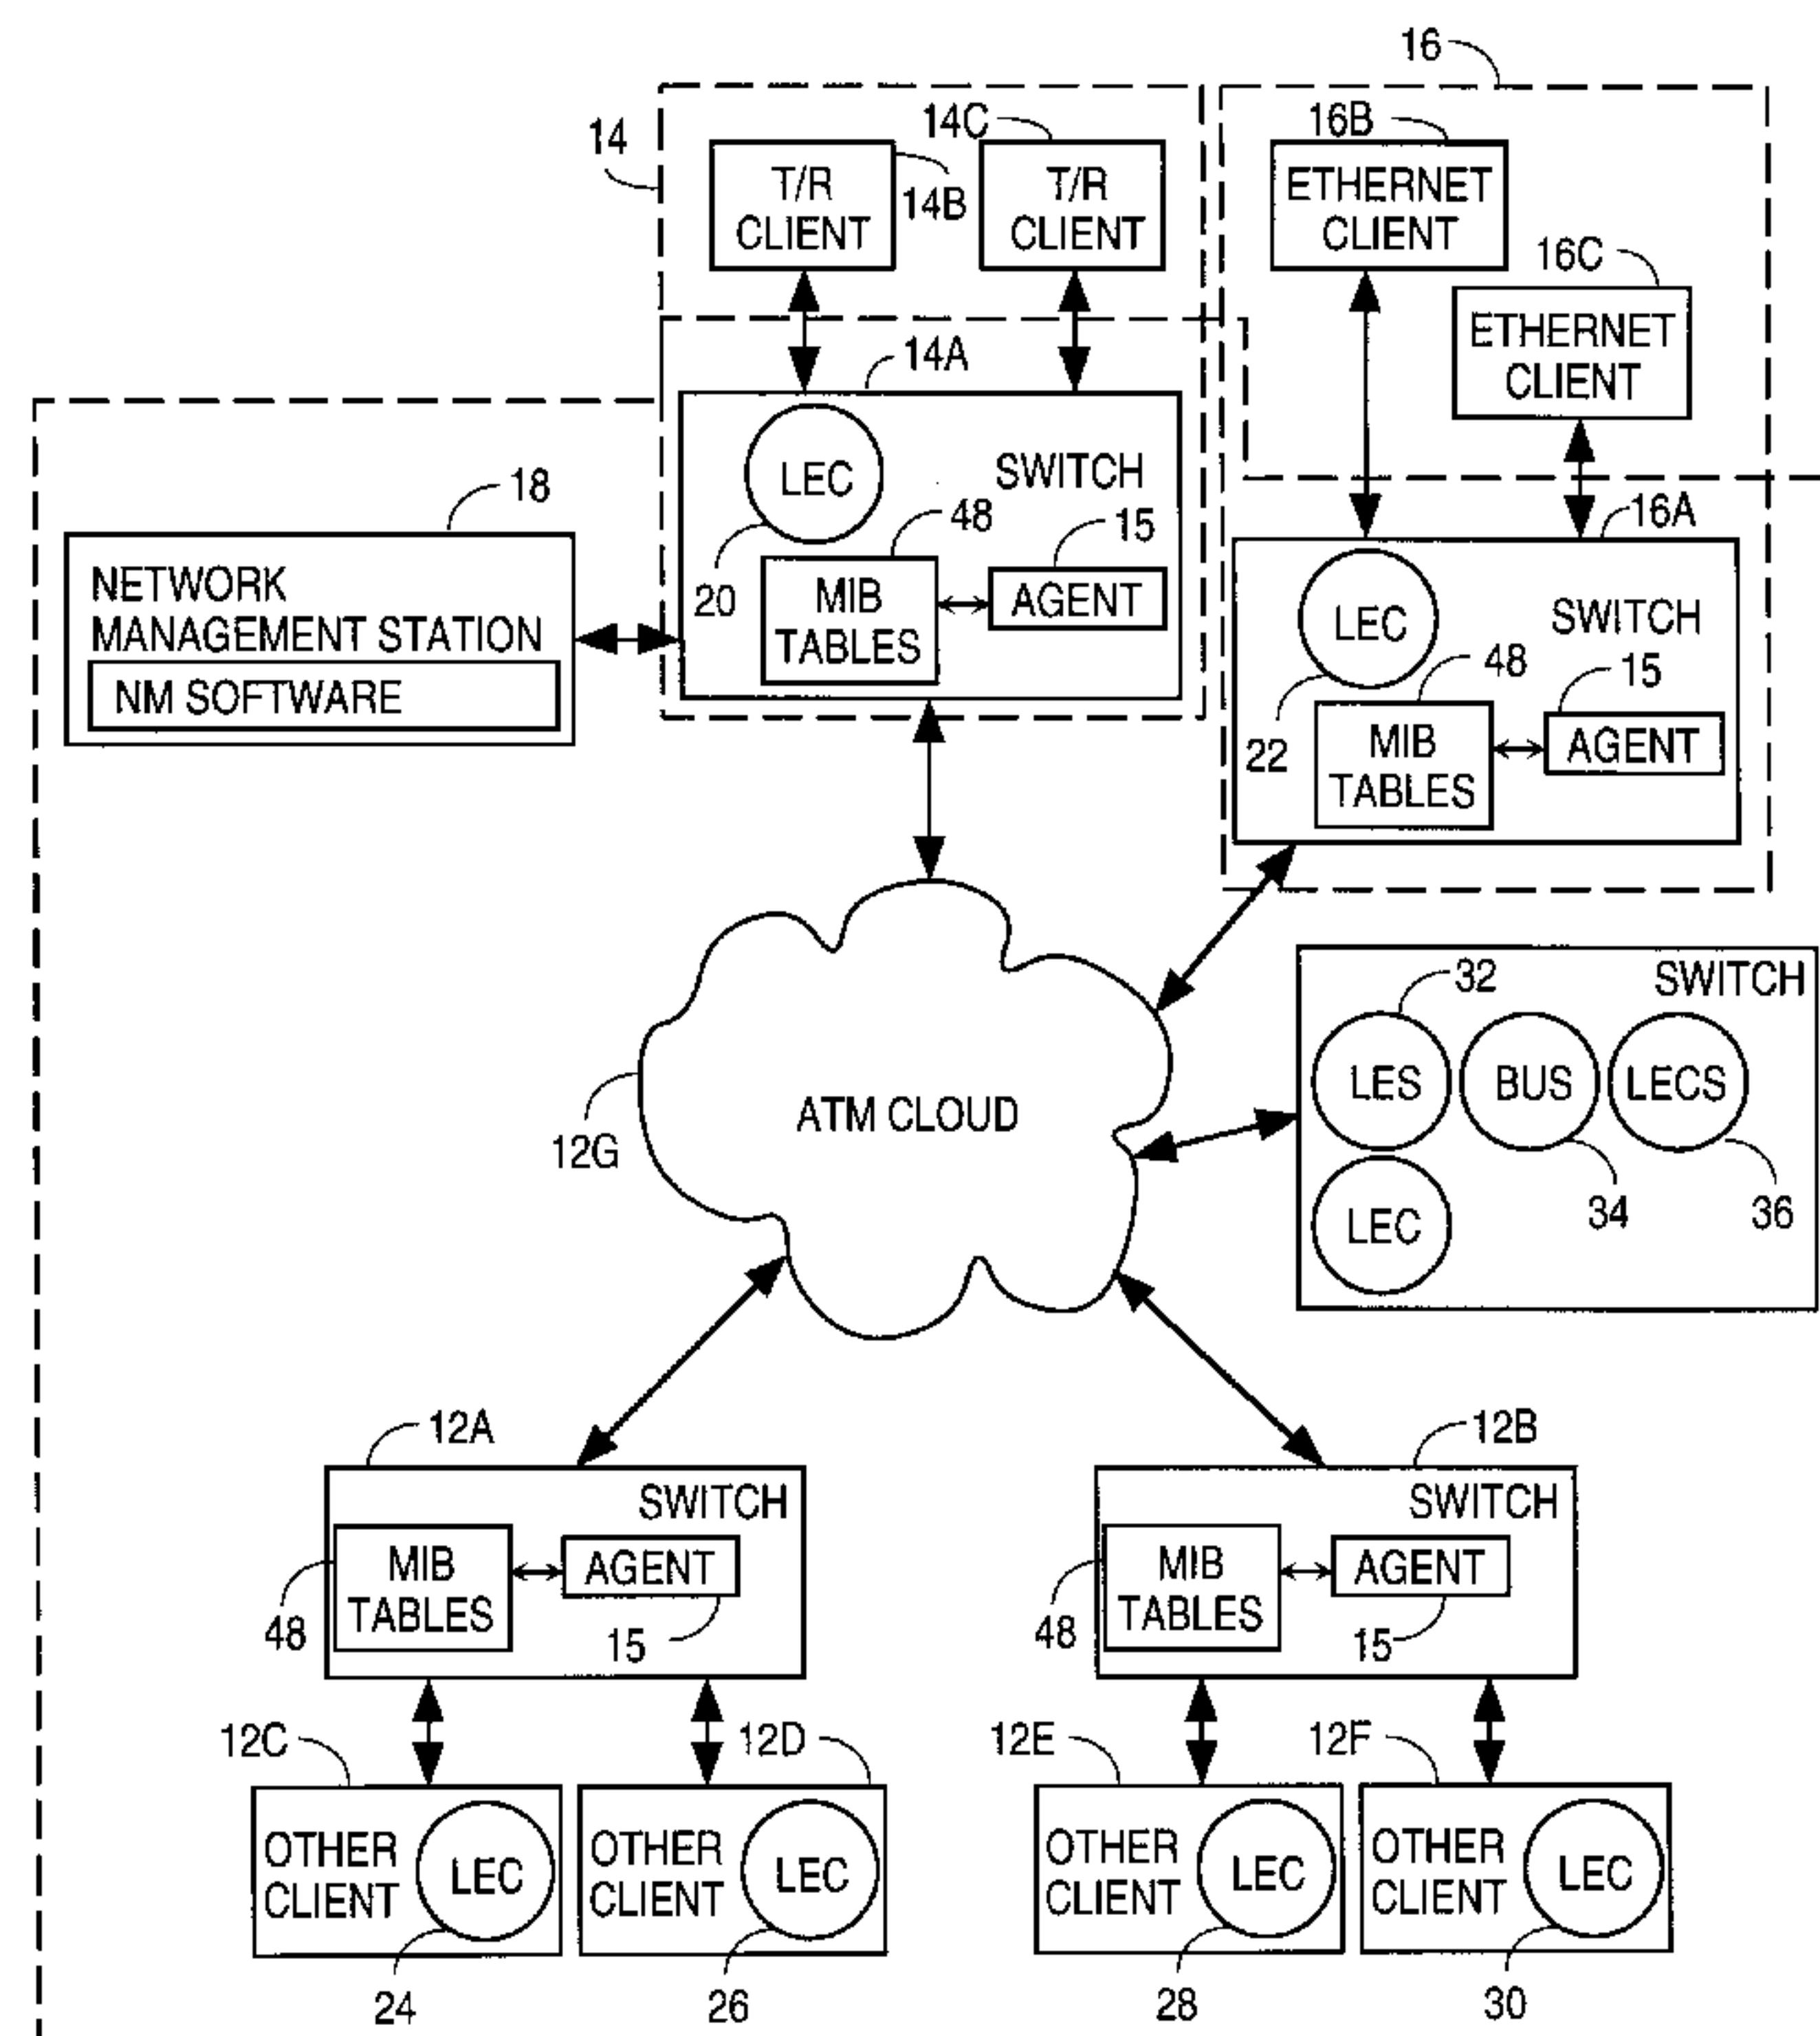 16
14
14C
16B
T/R
CLIENT
14B
T/R
CLIENT
ETHERNET
CLIENT
16C
ETHERNET
CLIENT
14A
LEC
SWITCH
48
15
20
MIB
TABLES
AGENT
18
NETWORK
MANAGEMENT STATION
NM SOFTWARE
16A
LEC
SWITCH
48
15
22
MIB
TABLES
AGENT
SWITCH
32
LES
BUS
LECS
34
36
LEC
ATM CLOUD
12G
12A
SWITCH
MIB
TABLES
AGENT
48
15
12B
SWITCH
MIB
TABLES
AGENT
48
15
12C
OTHER
CLIENT
LEC
24
12D
OTHER
CLIENT
LEC
26
12E
OTHER
CLIENT
LEC
28
12F
OTHER
CLIENT
LEC
30